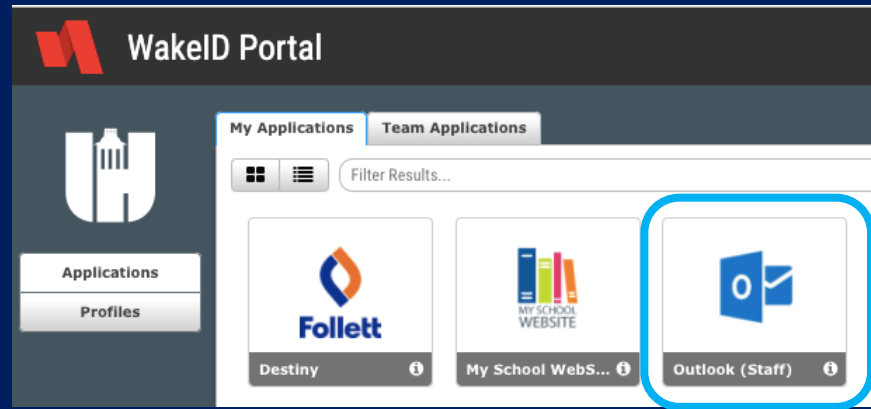 WakeID Portal
My Applications
Team Applications
Filter Results...
Applications
Profiles
Follett
MY SCHOOL
WEBSITE
O
Destiny
My School WebS...
Outlook (Staff)